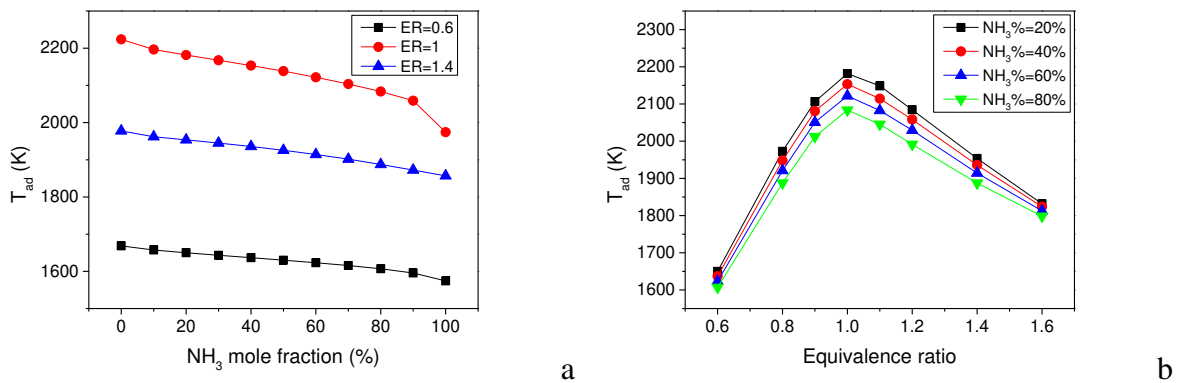 2200
2000
1800
1600
T_ad (K)
0
20
40
60
80
100
NH₃ mole fraction (%)
ER=0.6
ER=1
ER=1.4
a
2300
2200
2100
2000
1900
1800
1700
1600
T_ad (K)
0.6
0.8
1.0
1.2
1.4
1.6
Equivalence ratio
NH₃%=20%
NH₃%=40%
NH₃%=60%
NH₃%=80%
b